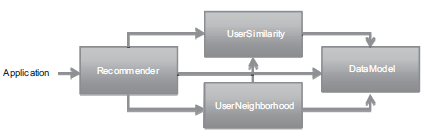 UserSimilarity
Application
Recommender
DataModel
UserNeighborhood